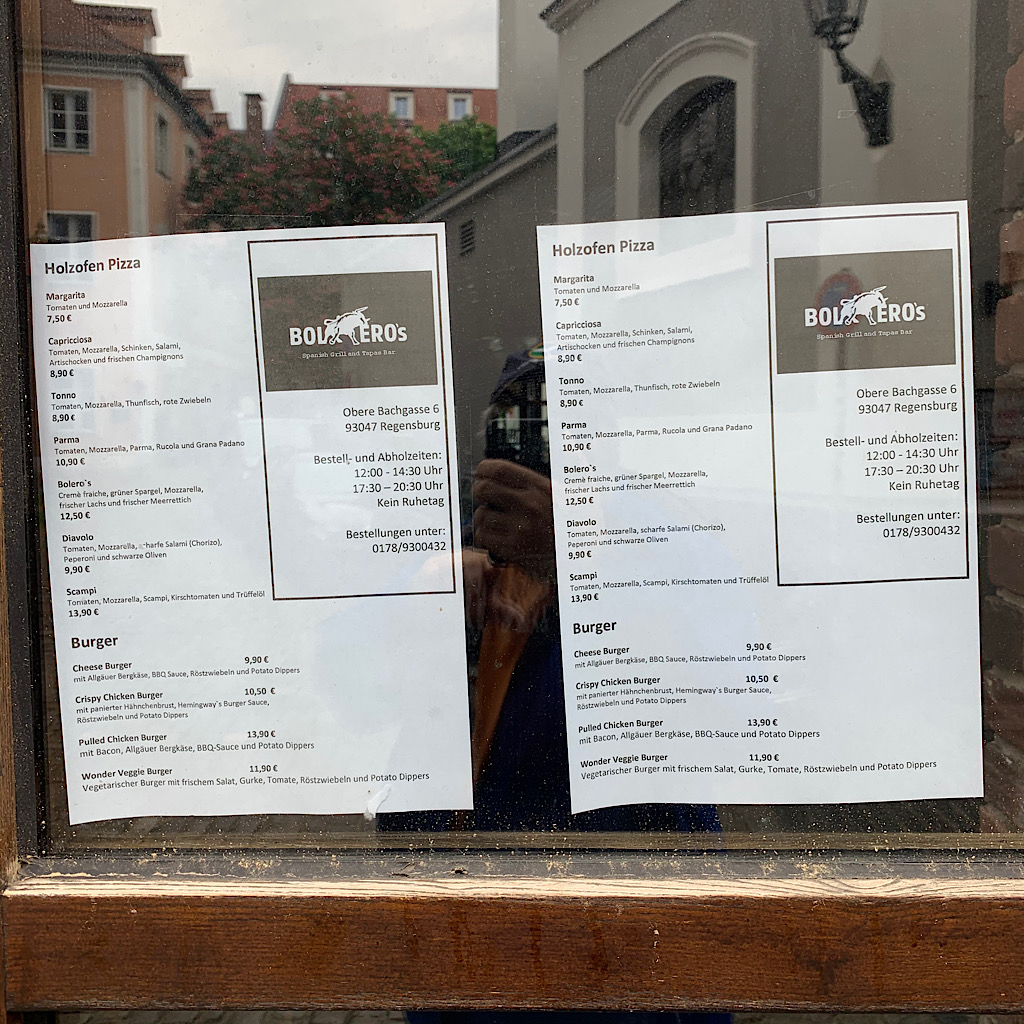 Holzofen Pizza
Margarita
Tomaten und Mozzarella
7,50 €
Capricciosa
Tomaten, Mozzarella, Schinken, Salami,
Artischocken und frischen Champignons
8,90 €
Tonno
Tomaten, Mozzarella, Thunfisch, rote Zwiebeln
8,90 €
Parma
Tomaten, Mozzarella, Parma, Rucola und Grana Padano
10,90 €
Bolero`s
Cremè fraiche, grüner Spargel, Mozzarella,
frischer Lachs und frischer Meerrettich
12,50 €
Diavolo
Tomaten, Mozzarella, scharfe Salami (Chorizo),
Peperoni und schwarze Oliven
9,90 €
Scampi
Tomaten, Mozzarella, Scampi, Kirschtomaten und Trüffelöl
13,90 €
Burger
Cheese Burger 9,90 €
mit Allgäuer Bergkäse, BBQ Sauce, Röstzwiebeln und Potato Dippers
Crispy Chicken Burger 10,50 €
mit panierter Hähnchenbrust, Hemingway`s Burger Sauce,
Röstzwiebeln und Potato Dippers
Pulled Chicken Burger 13,90 €
mit Bacon, Allgäuer Bergkäse, BBQ-Sauce und Potato Dippers
Wonder Veggie Burger 11,90 €
Vegetarischer Burger mit frischem Salat, Gurke, Tomate, Röstzwiebeln und Potato Dippers
BOLERO's
Spanish Grill and Tapas Bar
Obere Bachgasse 6
93047 Regensburg
Bestell- und Abholzeiten:
12:00 - 14:30 Uhr
17:30 – 20:30 Uhr
Kein Ruhetag
Bestellungen unter:
0178/9300432
Holzofen Pizza
Margarita
Tomaten und Mozzarella
7,50 €
Capricciosa
Tomaten, Mozzarella, Schinken, Salami,
Artischocken und frischen Champignons
8,90 €
Tonno
Tomaten, Mozzarella, Thunfisch, rote Zwiebeln
8,90 €
Parma
Tomaten, Mozzarella, Parma, Rucola und Grana Padano
10,90 €
Bolero`s
Cremè fraiche, grüner Spargel, Mozzarella,
frischer Lachs und frischer Meerrettich
12,50 €
Diavolo
Tomaten, Mozzarella, scharfe Salami (Chorizo),
Peperoni und schwarze Oliven
9,90 €
Scampi
Tomaten, Mozzarella, Scampi, Kirschtomaten und Trüffelöl
13,90 €
Burger
Cheese Burger 9,90 €
mit Allgäuer Bergkäse, BBQ Sauce, Röstzwiebeln und Potato Dippers
Crispy Chicken Burger 10,50 €
mit panierter Hähnchenbrust, Hemingway`s Burger Sauce,
Röstzwiebeln und Potato Dippers
Pulled Chicken Burger 13,90 €
mit Bacon, Allgäuer Bergkäse, BBQ-Sauce und Potato Dippers
Wonder Veggie Burger 11,90 €
Vegetarischer Burger mit frischem Salat, Gurke, Tomate, Röstzwiebeln und Potato Dippers
BOLERO's
Spanish Grill and Tapas Bar
Obere Bachgasse 6
93047 Regensburg
Bestell- und Abholzeiten:
12:00 - 14:30 Uhr
17:30 – 20:30 Uhr
Kein Ruhetag
Bestellungen unter:
0178/9300432